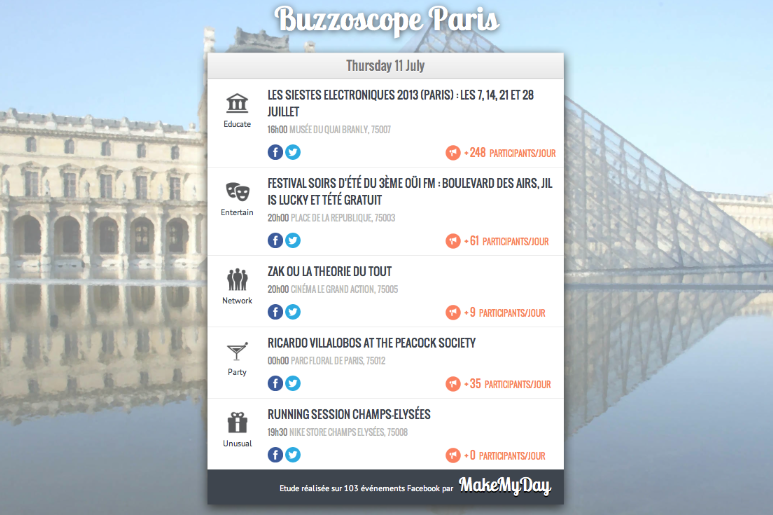 Buzzoscope Paris
Thursday 11 July
Educate
LES SIESTES ELECTRONIQUES 2013 (PARIS) : LES 7, 14, 21 ET 28
JUILLET
16h00 MUSÉE DU QUAI BRANLY, 75007
+ 248 PARTICIPANTS/JOUR
Entertain
FESTIVAL SOIRS D'ÉTÉ DU 3ÈME OÜI FM : BOULEVARD DES AIRS, JIL
IS LUCKY ET TÉTÉ GRATUIT
20h00 PLACE DE LA REPUBLIQUE, 75003
+ 61 PARTICIPANTS/JOUR
Network
ZAK OU LA THEORIE DU TOUT
20h00 CINÉMA LE GRAND ACTION, 75005
+ 9 PARTICIPANTS/JOUR
Party
RICARDO VILLALOBOS AT THE PEACOCK SOCIETY
00h00 PARC FLORAL DE PARIS, 75012
+ 35 PARTICIPANTS/JOUR
Unusual
RUNNING SESSION CHAMPS-ELYSÉES
19h30 NIKE STORE CHAMPS ELYSÉES, 75008
+ 0 PARTICIPANTS/JOUR
Etude réalisée sur 103 événements Facebook par MakeMyDay